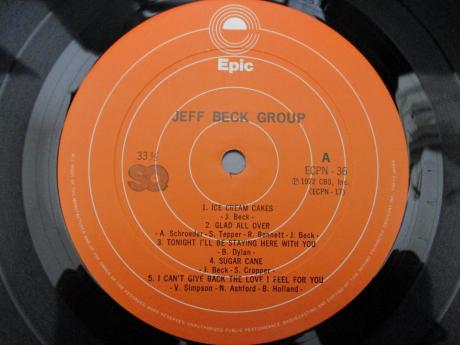 Epic
JEFF BECK GROUP
33⅓
SQ
A
ECPN - 36
Ⓟ 1972 CBS, Inc.
(ECPN - 17)
1. ICE CREAM CAKES
- J. Beck -
2. GLAD ALL OVER
- A. Schroeder - S. Tepper - R. Bennett - J. Beck -
3. TONIGHT I'LL BE STAYING HERE WITH YOU
- B. Dylan -
4. SUGAR CANE
- J. Beck - S. Cropper -
5. I CAN'T GIVE BACK THE LOVE I FEEL FOR YOU
- V. Simpson - N. Ashford - B. Holland -